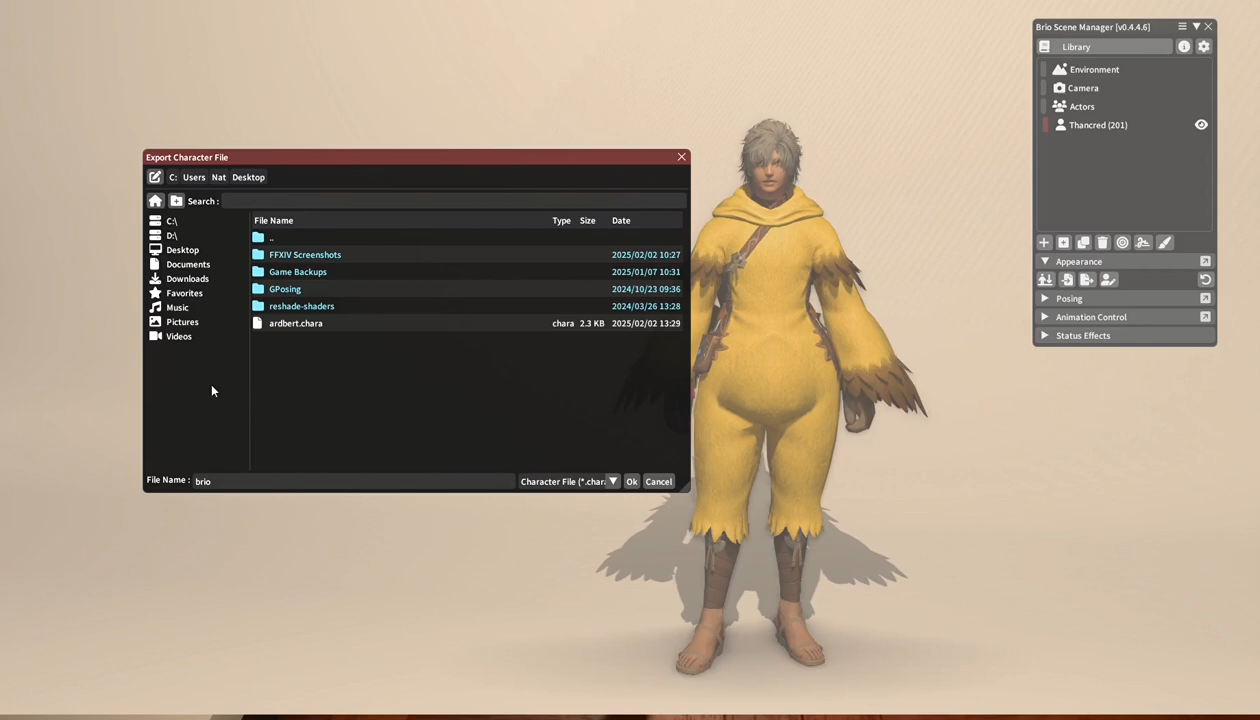 Brio Scene Manager [v0.4.4.6]
Library
Environment
Camera
Actors
Thancred (201)
Appearance
Posing
Animation Control
Status Effects
Export Character File
C: Users Nat Desktop
Search :
C:\
D:\
Desktop
Documents
Downloads
Favorites
Music
Pictures
Videos
File Name Type Size Date
..
FFXIV Screenshots 2025/02/02 10:27
Game Backups 2025/01/07 10:31
GPosing 2024/10/23 09:36
reshade-shaders 2024/03/26 13:28
ardbert.chara chara 2.3 KB 2025/02/02 13:29
File Name : brio Character File (*.chara Ok Cancel